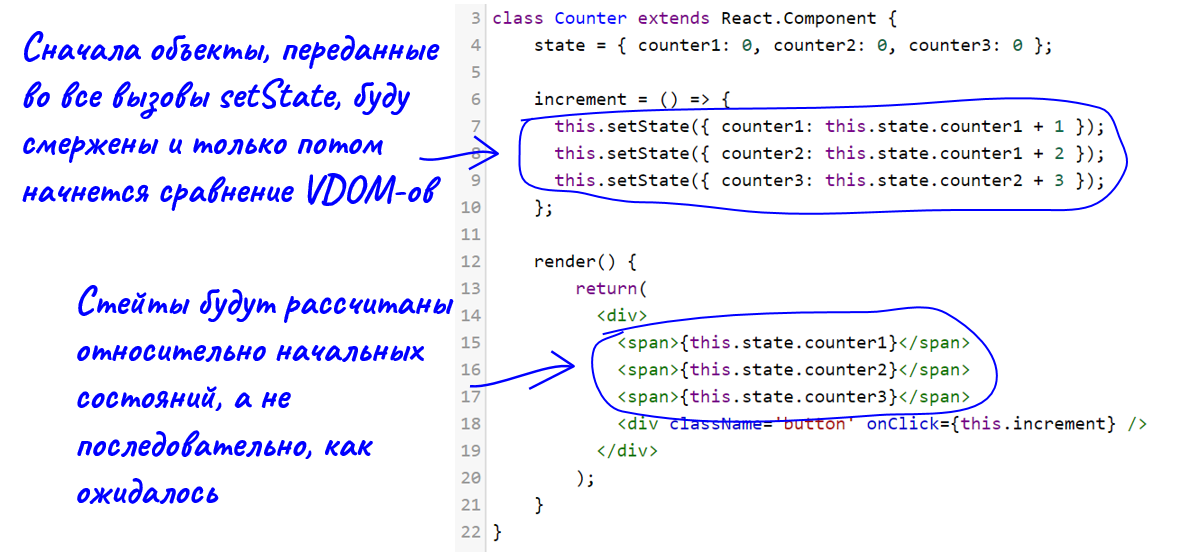 Сначала объекты, переданные
во все вызовы setState, буду
смержены и только потом
начнется сравнение VDOM-ов
Стейты будут рассчитаны
относительно начальных
состояний, а не
последовательно, как
ожидалось
3 class Counter extends React.Component {
4 state = { counter1: 0, counter2: 0, counter3: 0 };
5
6 increment = () => {
7 this.setState({ counter1: this.state.counter1 + 1 });
8 this.setState({ counter2: this.state.counter1 + 2 });
9 this.setState({ counter3: this.state.counter2 + 3 });
10 };
11
12 render() {
13 return(
14 <div>
15 <span>{this.state.counter1}</span>
16 <span>{this.state.counter2}</span>
17 <span>{this.state.counter3}</span>
18 <div className='button' onClick={this.increment} />
19 </div>
20 );
21 }
22 }